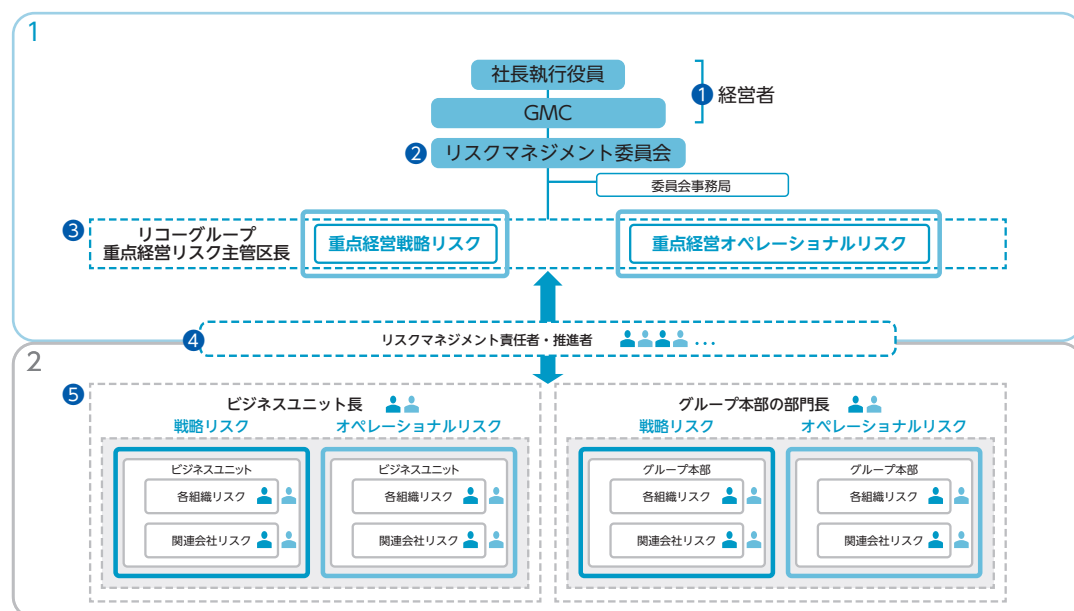 1
社長執行役員
GMC
1 経営者
2 リスクマネジメント委員会
委員会事務局
3 リコーグループ
重点経営リスク主管区長
重点経営戦略リスク
重点経営オペレーショナルリスク
4 リスクマネジメント責任者・推進者 ...
2
5
ビジネスユニット長
戦略リスク
オペレーショナルリスク
ビジネスユニット
各組織リスク
関連会社リスク
ビジネスユニット
各組織リスク
関連会社リスク
グループ本部の部門長
戦略リスク
オペレーショナルリスク
グループ本部
各組織リスク
関連会社リスク
グループ本部
各組織リスク
関連会社リスク